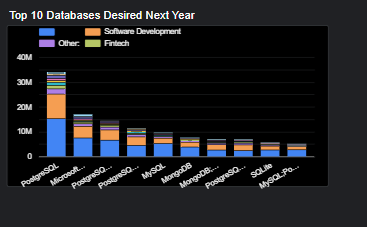 Top 10 Databases Desired Next Year
Software Development
Other:
Fintech
40M
30M
20M
10M
0
PostgreSQL
Microsoft...
PostgreSQ...
PostgreSQ...
MySQL
MongoDB
MongoDB...
PostgreSQ...
SQLite
MySQL;Po...